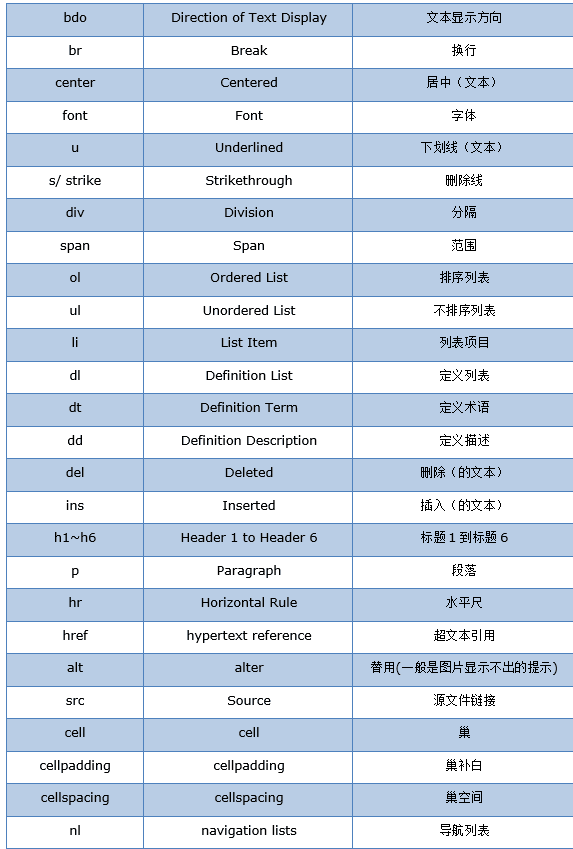 bdo Direction of Text Display 文本显示方向
br Break 换行
center Centered 居中（文本）
font Font 字体
u Underlined 下划线（文本）
s/ strike Strikethrough 删除线
div Division 分隔
span Span 范围
ol Ordered List 排序列表
ul Unordered List 不排序列表
li List Item 列表项目
dl Definition List 定义列表
dt Definition Term 定义术语
dd Definition Description 定义描述
del Deleted 删除（的文本）
ins Inserted 插入（的文本）
h1~h6 Header 1 to Header 6 标题１到标题６
p Paragraph 段落
hr Horizontal Rule 水平尺
href hypertext reference 超文本引用
alt alter 替用(一般是图片显示不出的提示)
src Source 源文件链接
cell cell 巢
cellpadding cellpadding 巢补白
cellspacing cellspacing 巢空间
nl navigation lists 导航列表